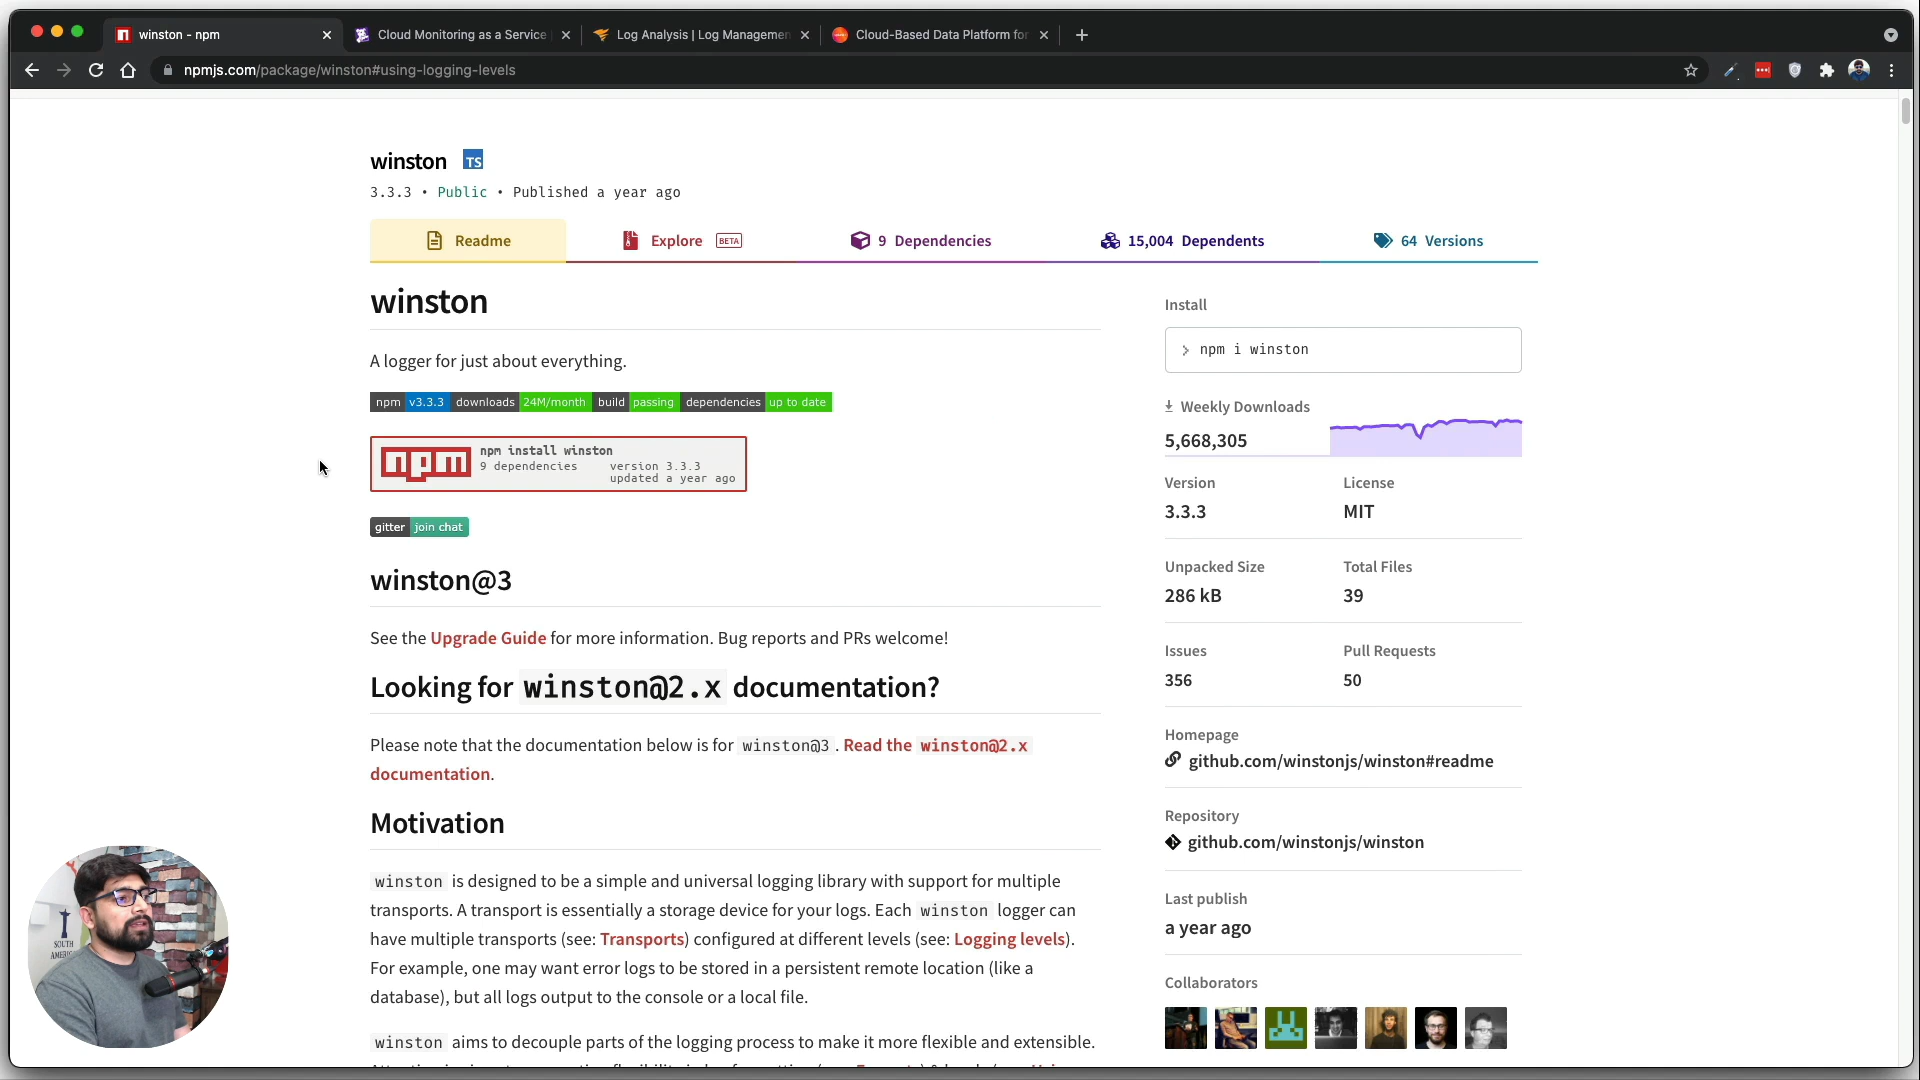 winston - npm
Cloud Monitoring as a Service
Log Analysis | Log Managemen
Cloud-Based Data Platform for
npmjs.com/package/winston#using-logging-levels
winston TS
3.3.3 • Public • Published a year ago
Readme
Explore BETA
9 Dependencies
15,004 Dependents
64 Versions
winston
A logger for just about everything.
npm v3.3.3 downloads 24M/month build passing dependencies up to date
npm
npm install winston
9 dependencies version 3.3.3
updated a year ago
gitter join chat
winston@3
See the Upgrade Guide for more information. Bug reports and PRs welcome!
Looking for winston@2.x documentation?
Please note that the documentation below is for winston@3 . Read the winston@2.x
documentation.
Motivation
winston is designed to be a simple and universal logging library with support for multiple
transports. A transport is essentially a storage device for your logs. Each winston logger can
have multiple transports (see: Transports) configured at different levels (see: Logging levels).
For example, one may want error logs to be stored in a persistent remote location (like a
database), but all logs output to the console or a local file.
winston aims to decouple parts of the logging process to make it more flexible and extensible.
Install
npm i winston
Weekly Downloads
5,668,305
Version License
3.3.3 MIT
Unpacked Size Total Files
286 kB 39
Issues Pull Requests
356 50
Homepage
github.com/winstonjs/winston#readme
Repository
github.com/winstonjs/winston
Last publish
a year ago
Collaborators
SOUTH